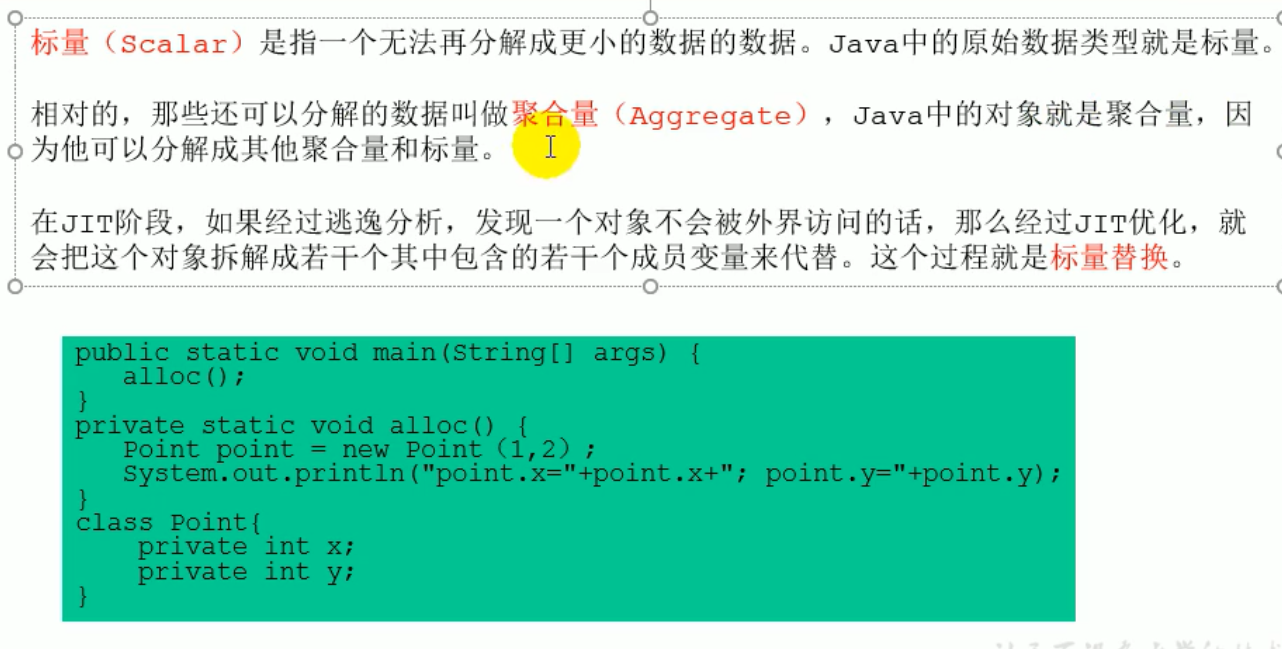 标量（Scalar）是指一个无法再分解成更小的数据的数据。Java中的原始数据类型就是标量。
相对的，那些还可以分解的数据叫做聚合量（Aggregate），Java中的对象就是聚合量，因
为他可以分解成其他聚合量和标量。
在JIT阶段，如果经过逃逸分析，发现一个对象不会被外界访问的话，那么经过JIT优化，就
会把这个对象拆解成若干个其中包含的若干个成员变量来代替。这个过程就是标量替换。
public static void main(String[] args) {
alloc();
}
private static void alloc() {
Point point = new Point（1,2）;
System.out.println("point.x="+point.x+"; point.y="+point.y);
}
class Point{
private int x;
private int y;
}